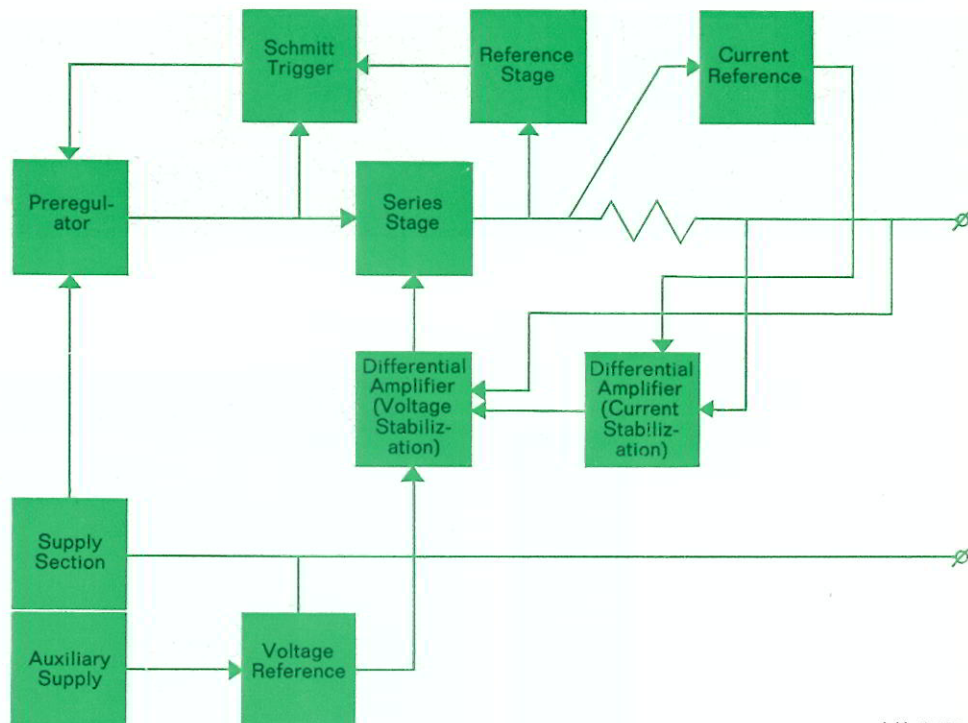 Schmitt
Trigger
Reference
Stage
Current
Reference
Preregul-
ator
Series
Stage
Differential
Amplifier
(Voltage
Stabiliz-
ation)
Differential
Amplifier
(Current
Stabiliz-
ation)
Supply
Section
Auxiliary
Supply
Voltage
Reference